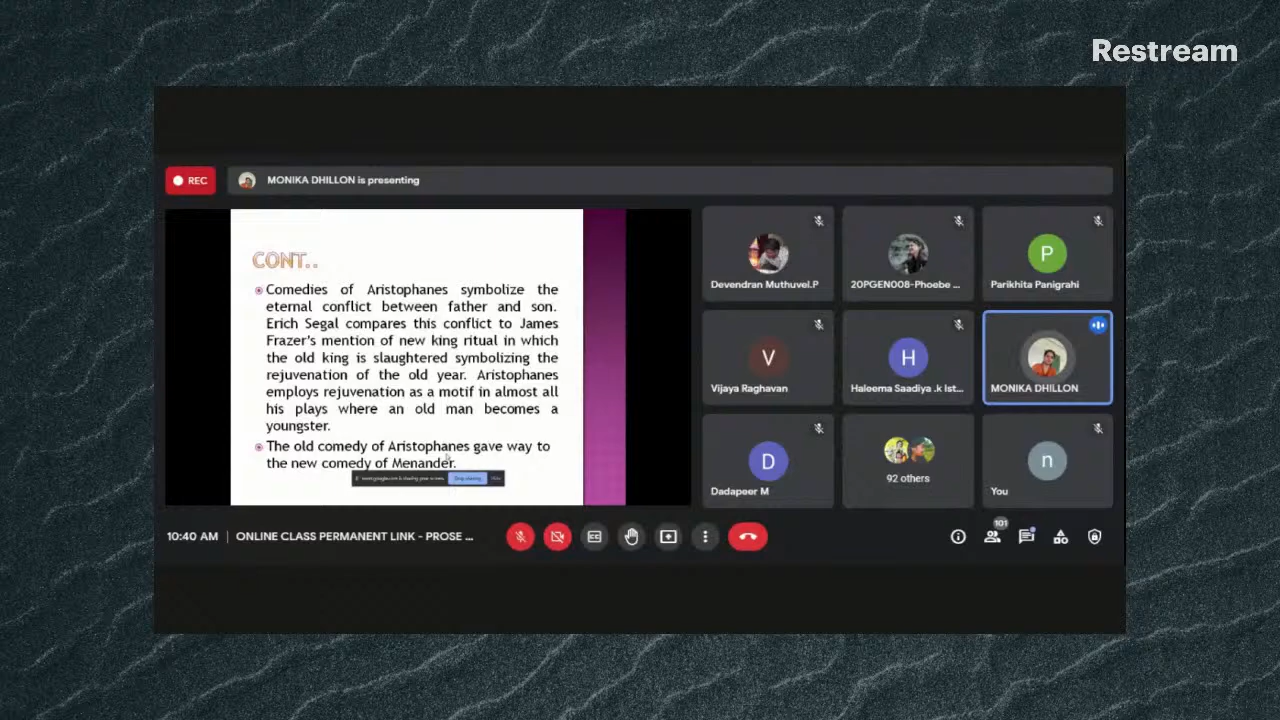 Restream
REC
MONIKA DHILLON is presenting
CONT..
Comedies of Aristophanes symbolize the
eternal conflict between father and son.
Erich Segal compares this conflict to James
Frazer's mention of new king ritual in which
the old king is slaughtered symbolizing the
rejuvenation of the old year. Aristophanes
employs rejuvenation as a motif in almost all
his plays where an old man becomes a
youngster.
The old comedy of Aristophanes gave way to
the new comedy of Menander.
Devendran Muthuvel.P
20PGEN008-Phoebe ...
P
Parikhita Panigrahi
V
Vijaya Raghavan
H
Haleema Saadiya .k Ist...
MONIKA DHILLON
D
Dadapeer M
92 others
n
You
10:40 AM | ONLINE CLASS PERMANENT LINK - PROSE ...
CC
101